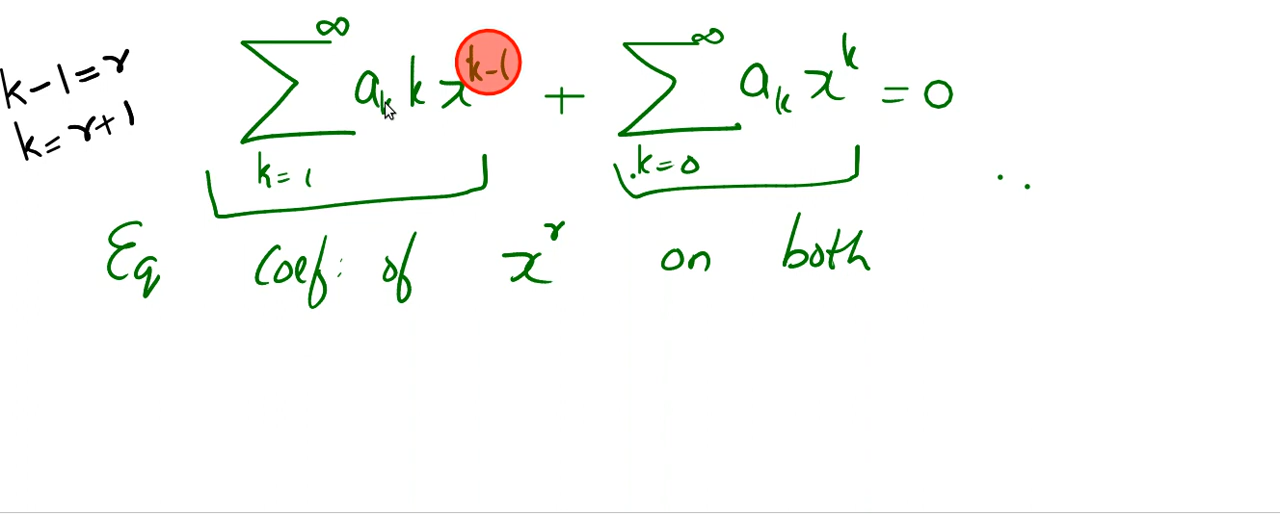 k-1=r
k=r+1
∞ ∑ k=1 a_k k x^{k-1} + ∞ ∑ k=0 a_k x^k = 0 ..
Eq coef: of x^r on both